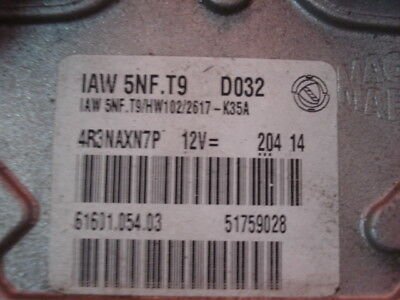 IAW 5NF.T9 D032
IAW 5NF.T9/HW102/2617-K35A
4R3NAXN7P 12V= 204 14
61601.054.03 51759028